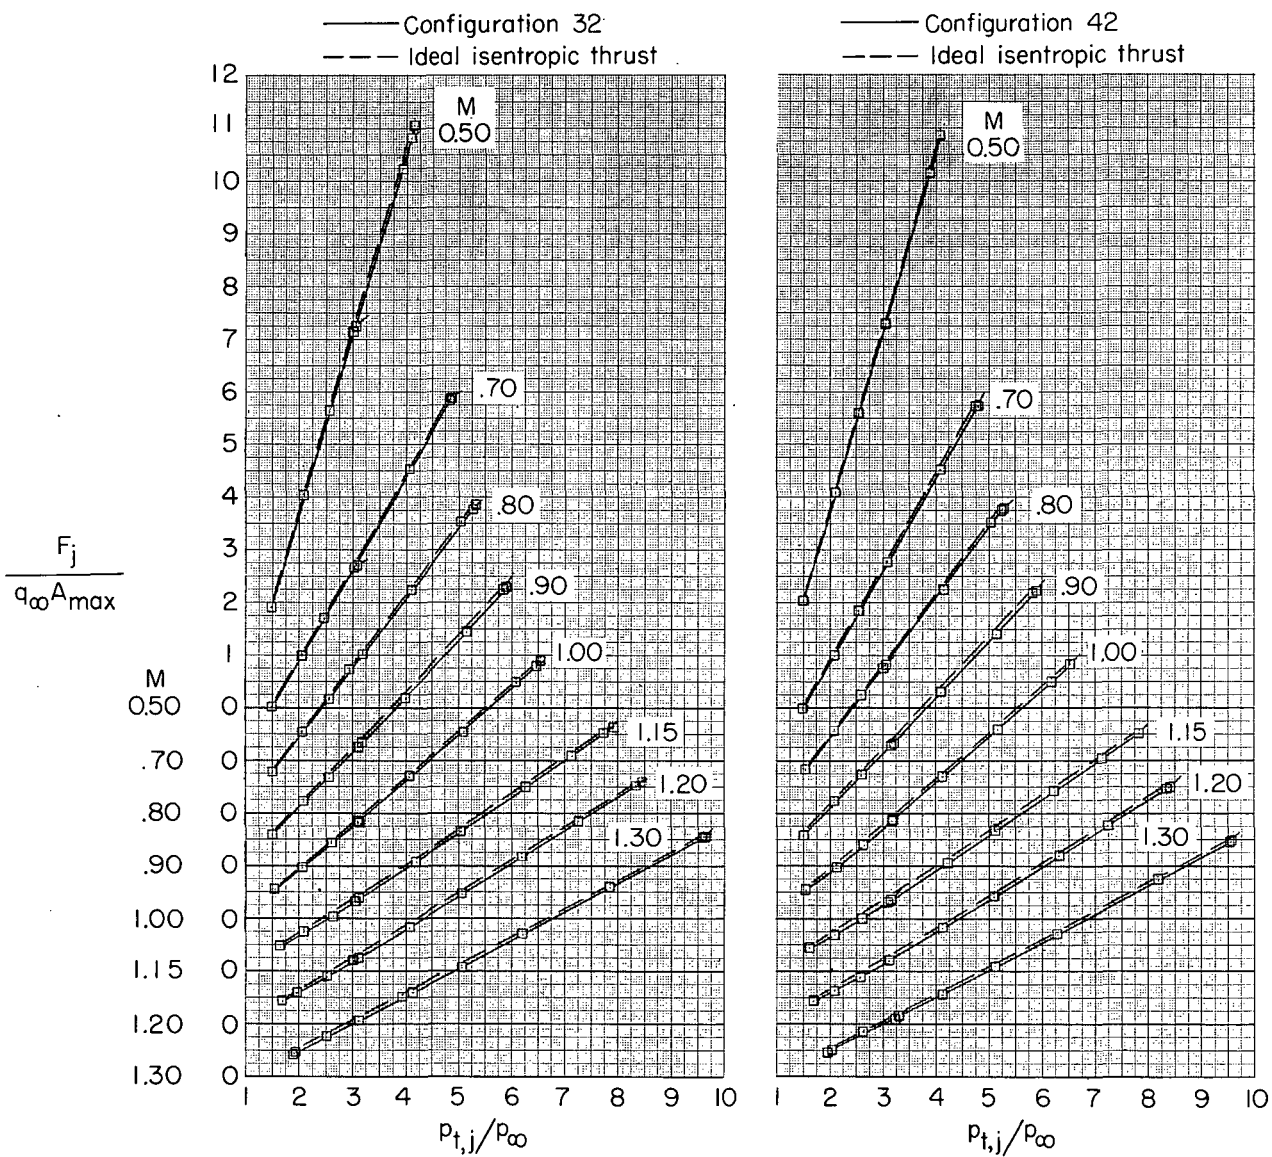 Configuration 32
Ideal isentropic thrust
Configuration 42
Ideal isentropic thrust
12
11
10
9
8
7
6
5
4
3
2
1
M
0.50 0
.70 0
.80 0
.90 0
1.00 0
1.15 0
1.20 0
1.30 0
F_j
q_∞ A_max
M
0.50
.70
.80
.90
1.00
1.15
1.20
1.30
M
0.50
.70
.80
.90
1.00
1.15
1.20
1.30
1 2 3 4 5 6 7 8 9 10
1 2 3 4 5 6 7 8 9 10
p_t,j/p_∞
p_t,j/p_∞